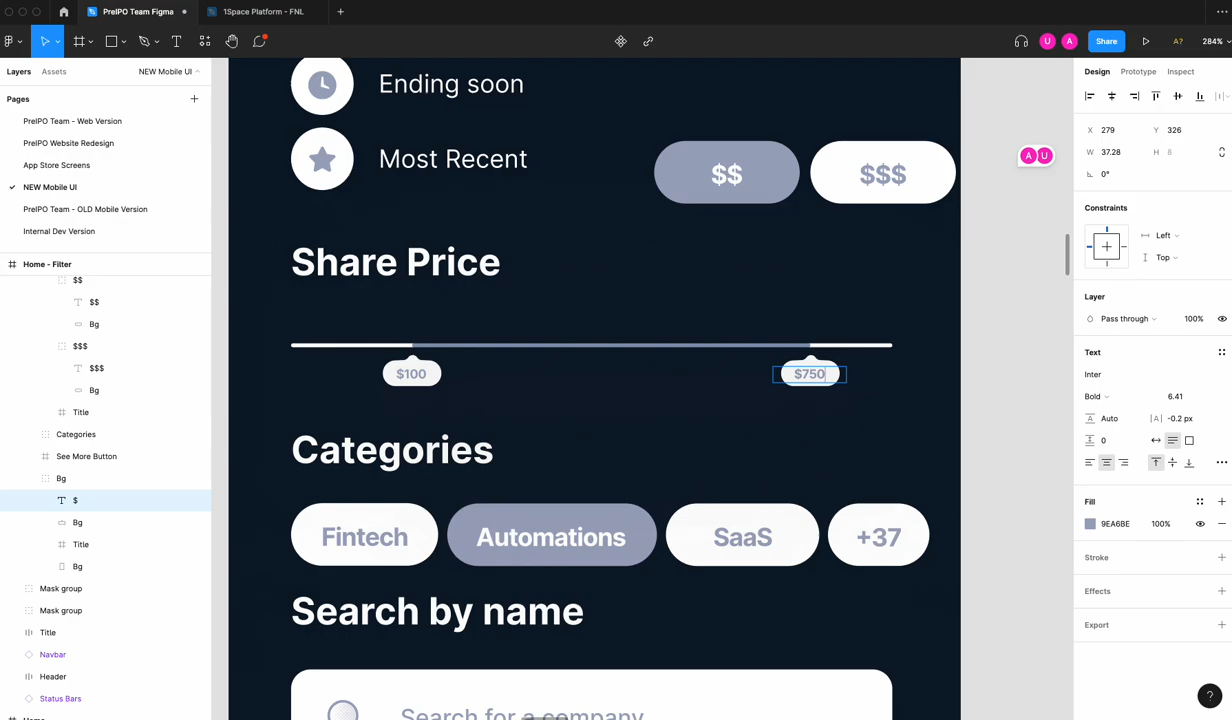 PreIPO Team Figma
1Space Platform - FNL
U
A
Share
A?
284%
Layers
Assets
NEW Mobile UI
Pages
PreIPO Team - Web Version
PreIPO Website Redesign
App Store Screens
NEW Mobile UI
PreIPO Team - OLD Mobile Version
Internal Dev Version
Home - Filter
$$
$$
Bg
$$$
$$$
Bg
Title
Categories
See More Button
Bg
$
Bg
Title
Bg
Mask group
Mask group
Title
Navbar
Header
Status Bars
Home
Ending soon
Most Recent
$$
$$$
Share Price
$100
$750
Categories
Fintech
Automations
SaaS
+37
Search by name
Search for a company
A
U
Design
Prototype
Inspect
X 279
Y 326
W 37.28
H 8
0°
Constraints
Left
Top
Layer
Pass through
100%
Text
Inter
Bold
6.41
Auto
|A| -0.2 px
0
Fill
9EA6BE
100%
Stroke
Effects
Export
?